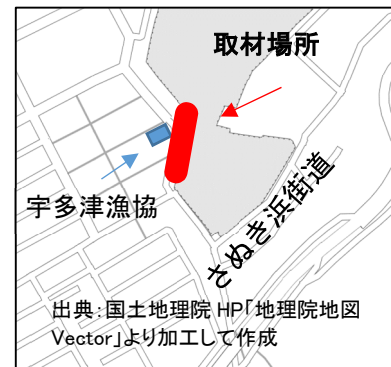 取材場所
宇多津漁協
さぬき浜街道
出典：国土地理院 HP「地理院地図
Vector」より加工して作成